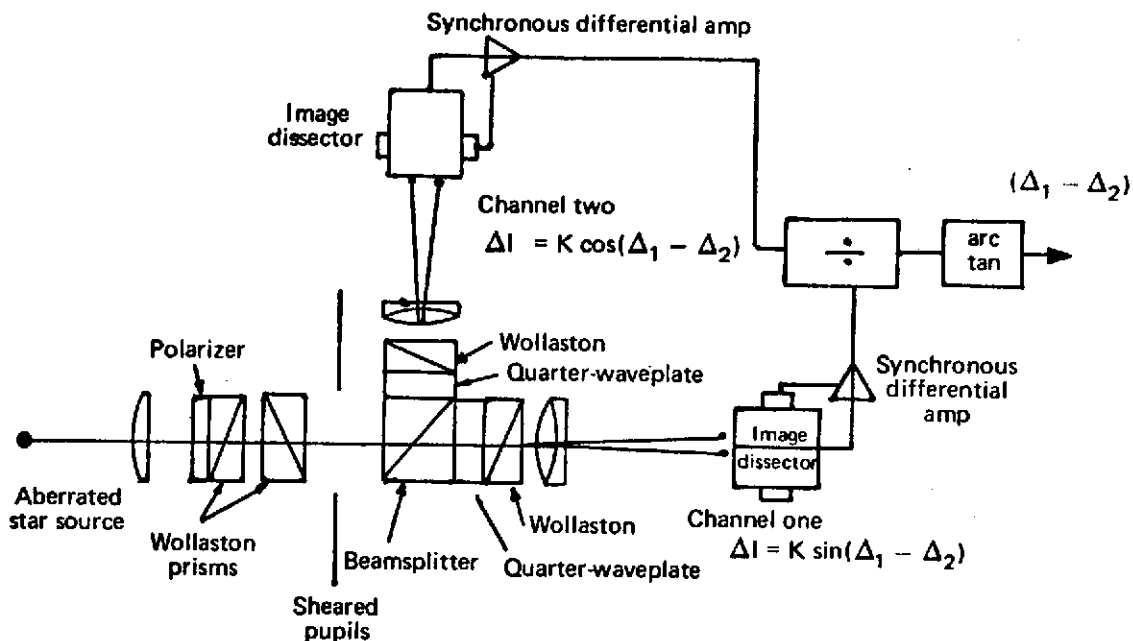 Synchronous differential amp
Image
dissector
Channel two
ΔI = K cos(Δ₁ − Δ₂)
(Δ₁ − Δ₂)
÷
arc
tan
Polarizer
Wollaston
Quarter-waveplate
Synchronous
differential
amp
Image
dissector
Aberrated
star source
Wollaston
prisms
Sheared
pupils
Beamsplitter
Quarter-waveplate
Wollaston
Channel one
ΔI = K sin(Δ₁ − Δ₂)